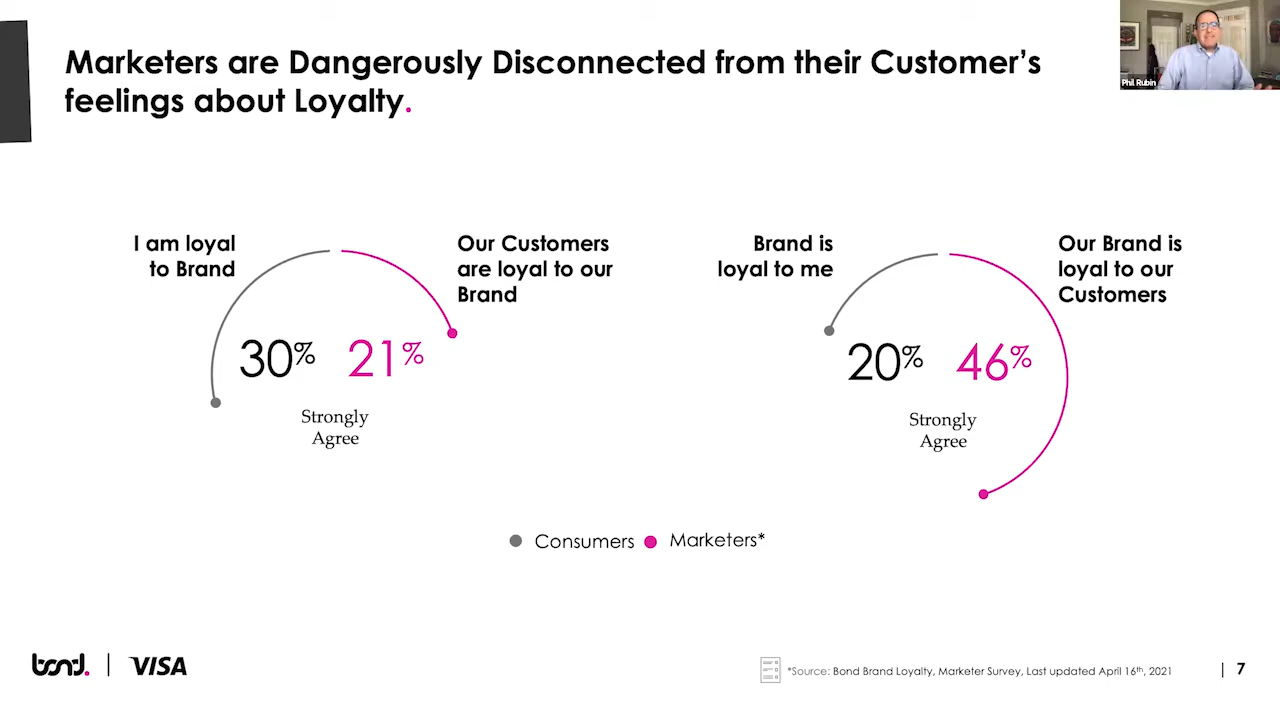 Marketers are Dangerously Disconnected from their Customer’s
feelings about Loyalty.
Phil Rubin
I am loyal
to Brand
Our Customers
are loyal to our
Brand
30% 21%
Strongly
Agree
Brand is
loyal to me
Our Brand is
loyal to our
Customers
20% 46%
Strongly
Agree
Consumers
Marketers*
bond.
VISA
*Source: Bond Brand Loyalty, Marketer Survey, Last updated April 16th, 2021
| 7